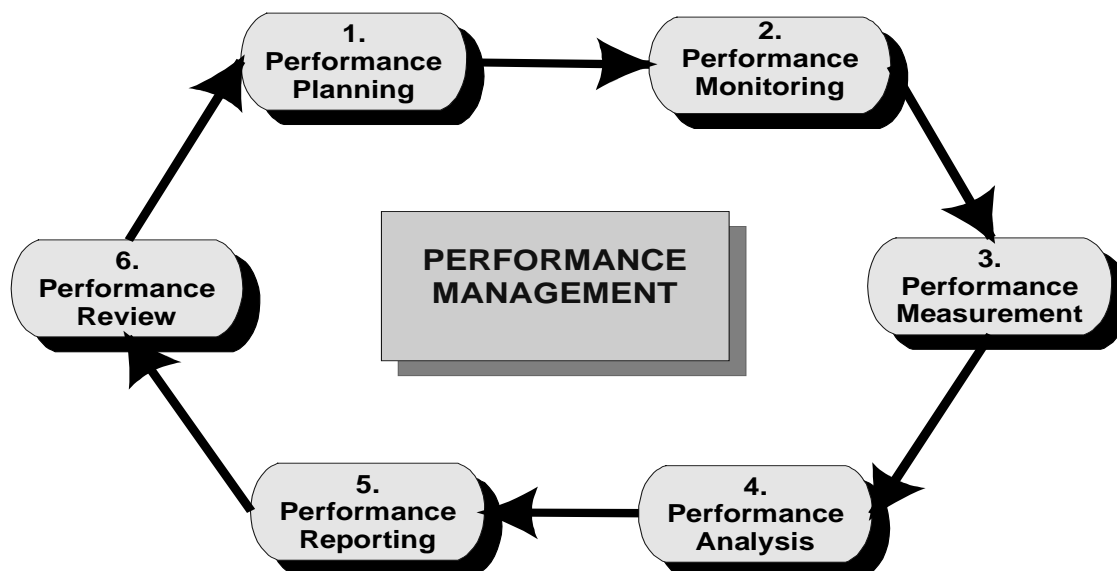 1.
Performance
Planning
2.
Performance
Monitoring
PERFORMANCE
MANAGEMENT
3.
Performance
Measurement
4.
Performance
Analysis
5.
Performance
Reporting
6.
Performance
Review